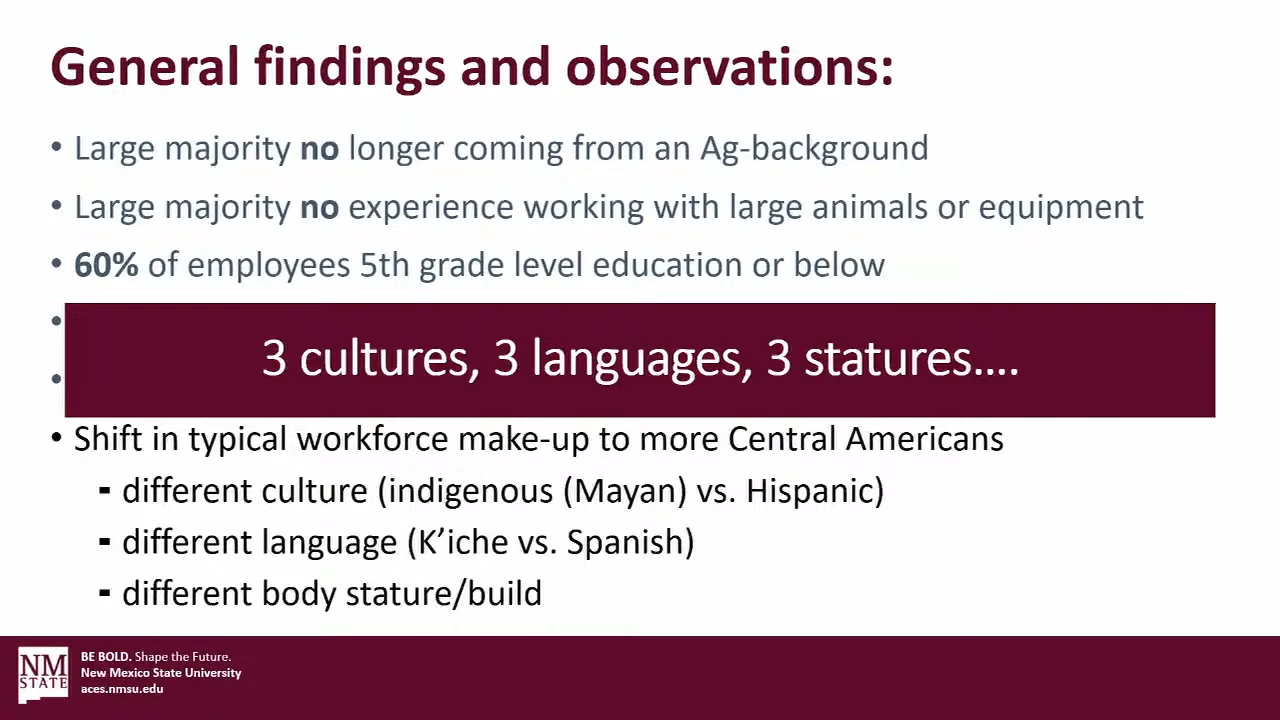 General findings and observations:
• Large majority no longer coming from an Ag-background
• Large majority no experience working with large animals or equipment
• 60% of employees 5th grade level education or below
•
3 cultures, 3 languages, 3 statures....
•
• Shift in typical workforce make-up to more Central Americans
- different culture (indigenous (Mayan) vs. Hispanic)
- different language (K’iche vs. Spanish)
- different body stature/build
NM
STATE
BE BOLD. Shape the Future.
New Mexico State University
aces.nmsu.edu